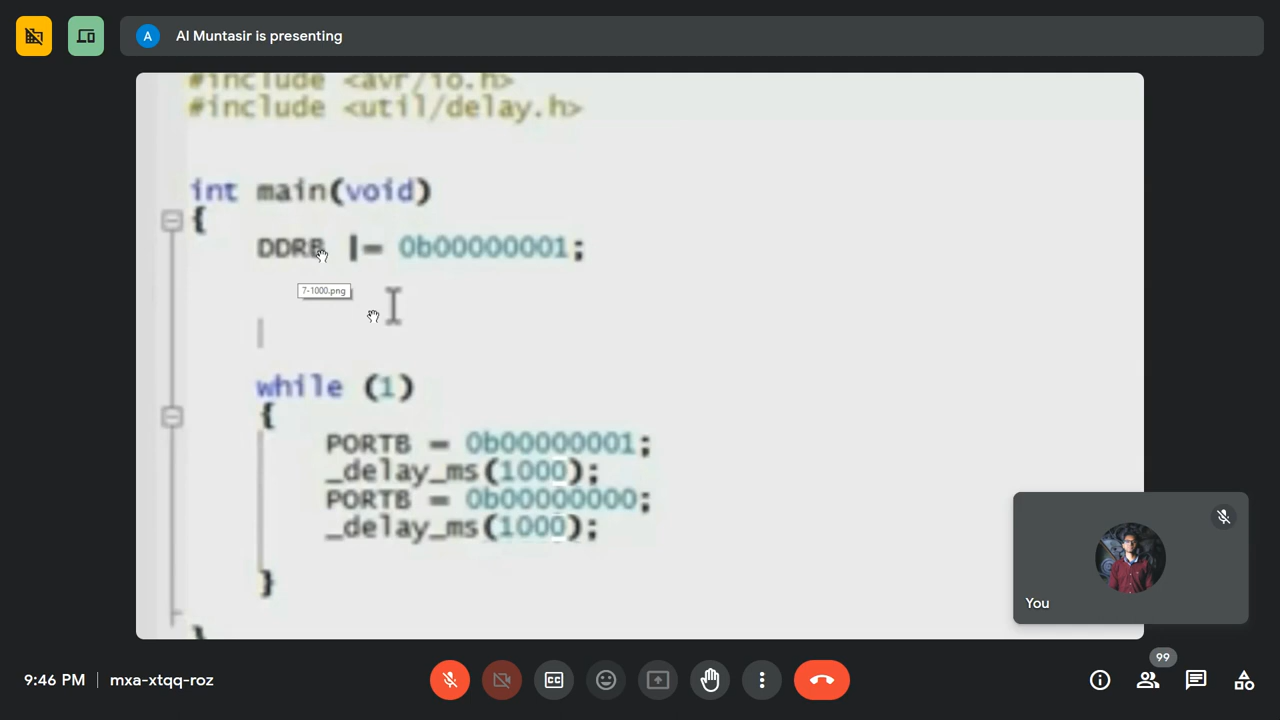 A
Al Muntasir is presenting
#include <avr/io.h>
#include <util/delay.h>
int main(void)
{
DDRB |= 0b00000001;
7-1000.png
while (1)
{
PORTB = 0b00000001;
_delay_ms(1000);
PORTB = 0b00000000;
_delay_ms(1000);
}
}
You
9:46 PM | mxa-xtqq-roz
CC
99